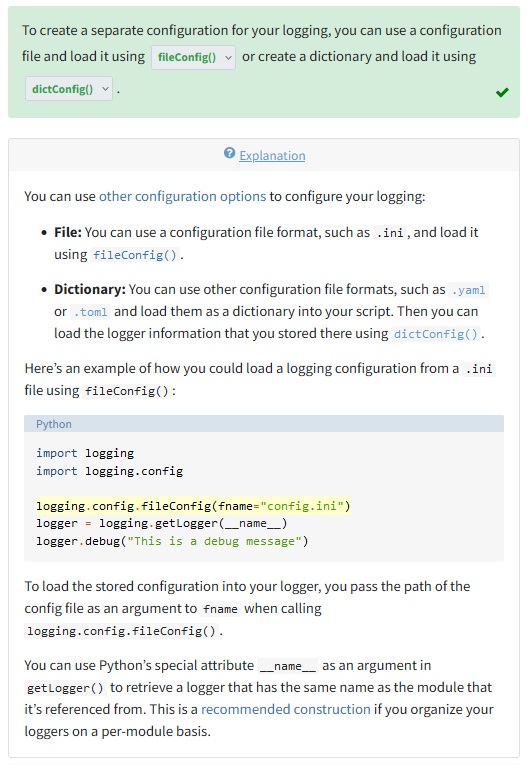 To create a separate configuration for your logging, you can use a configuration
file and load it using fileConfig() or create a dictionary and load it using
dictConfig() .
Explanation
You can use other configuration options to configure your logging:
• File: You can use a configuration file format, such as .ini , and load it
using fileConfig() .
• Dictionary: You can use other configuration file formats, such as .yaml
or .toml and load them as a dictionary into your script. Then you can
load the logger information that you stored there using dictConfig() .
Here's an example of how you could load a logging configuration from a .ini
file using fileConfig() :
Python
import logging
import logging.config
logging.config.fileConfig(fname="config.ini")
logger = logging.getLogger(__name__)
logger.debug("This is a debug message")
To load the stored configuration into your logger, you pass the path of the
config file as an argument to fname when calling
logging.config.fileConfig() .
You can use Python's special attribute __name__ as an argument in
getLogger() to retrieve a logger that has the same name as the module that
it's referenced from. This is a recommended construction if you organize your
loggers on a per-module basis.